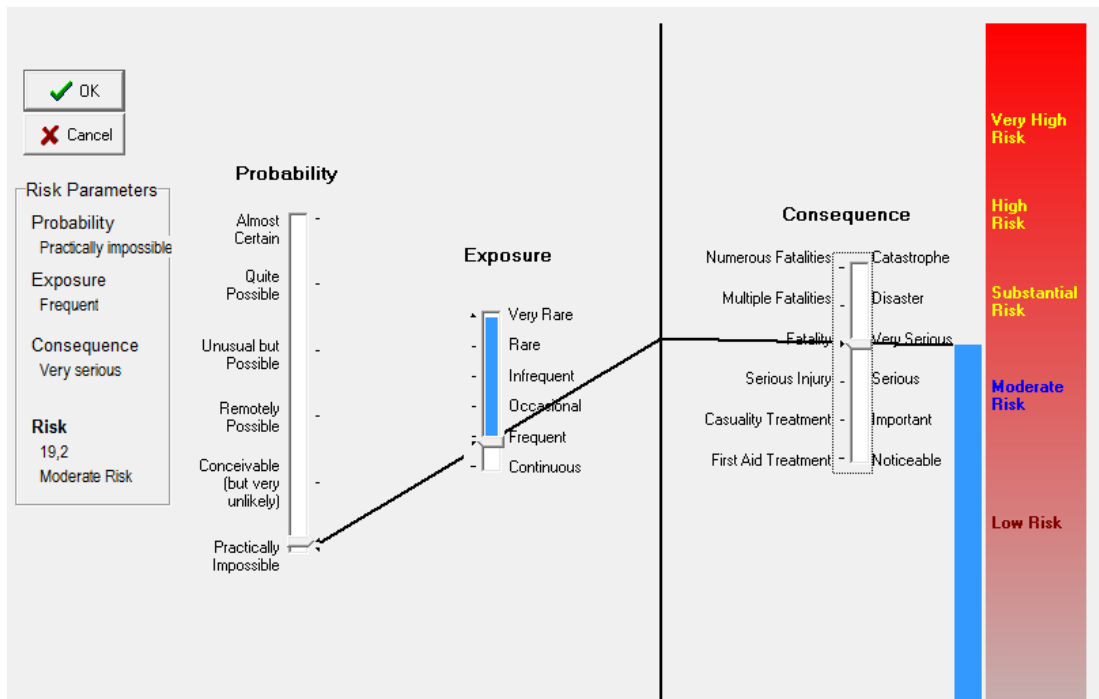 OK
Cancel
Risk Parameters
Probability
Practically impossible
Exposure
Frequent
Consequence
Very serious
Risk
19,2
Moderate Risk
Probability
Almost
Certain
Quite
Possible
Unusual but
Possible
Remotely
Possible
Conceivable
(but very
unlikely)
Practically
Impossible
Exposure
Very Rare
Rare
Infrequent
Occasional
Frequent
Continuous
Consequence
Numerous Fatalities Catastrophe
Multiple Fatalities Disaster
Fatality Very Serious
Serious Injury Serious
Casuality Treatment Important
First Aid Treatment Noticeable
Very High
Risk
High
Risk
Substantial
Risk
Moderate
Risk
Low Risk